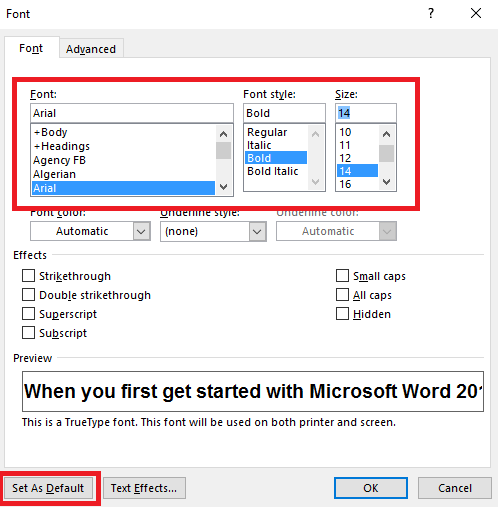 Font ? ×
Font Advanced
Font: Font style: Size:
Arial Bold 14
+Body Regular 10
+Headings Italic 11
Agency FB Bold 12
Algerian Bold Italic 14
Arial 16
Font color: Underline style: Underline color:
Automatic (none) Automatic
Effects
Strikethrough Small caps
Double strikethrough All caps
Superscript Hidden
Subscript
Preview
When you first get started with Microsoft Word 201
This is a TrueType font. This font will be used on both printer and screen.
Set As Default Text Effects... OK Cancel